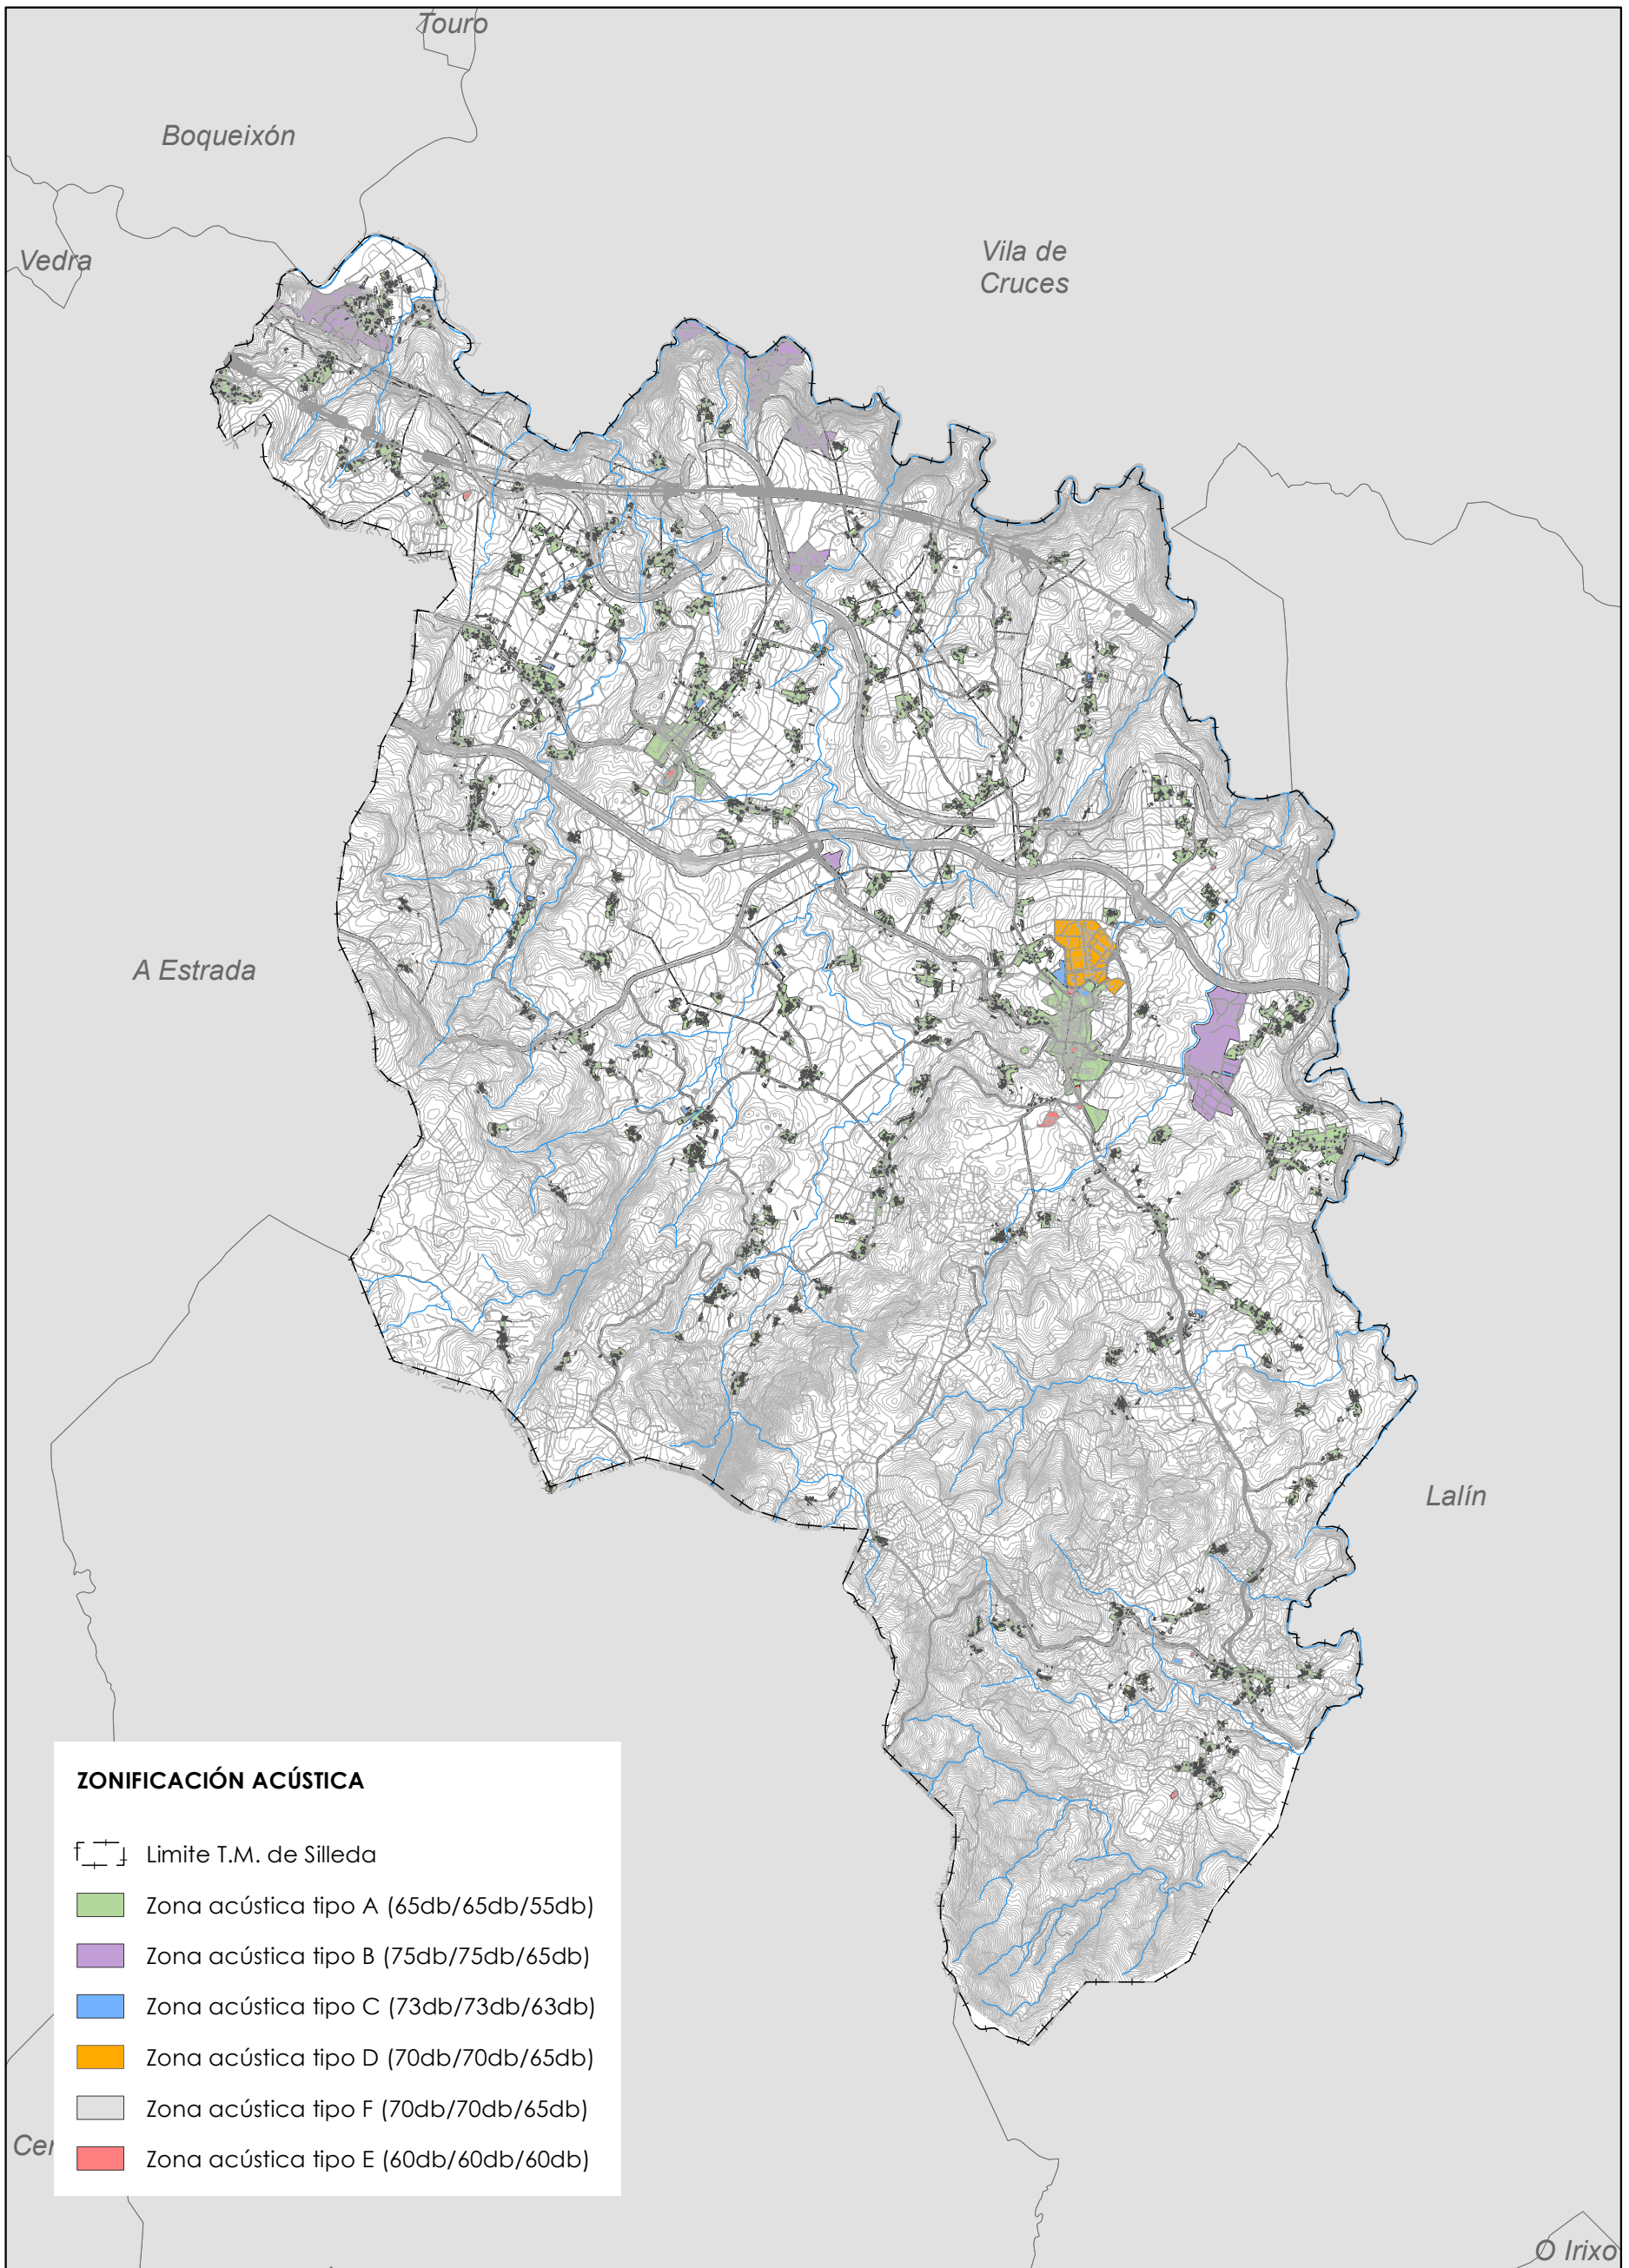 Touro
Boqueixón
Vedra
Vila de
Cruces
A Estrada
Lalín
ZONIFICACIÓN ACÚSTICA
Limite T.M. de Silleda
Zona acústica tipo A (65db/65db/55db)
Zona acústica tipo B (75db/75db/65db)
Zona acústica tipo C (73db/73db/63db)
Zona acústica tipo D (70db/70db/65db)
Zona acústica tipo F (70db/70db/65db)
Zona acústica tipo E (60db/60db/60db)
Cer
O Irixo